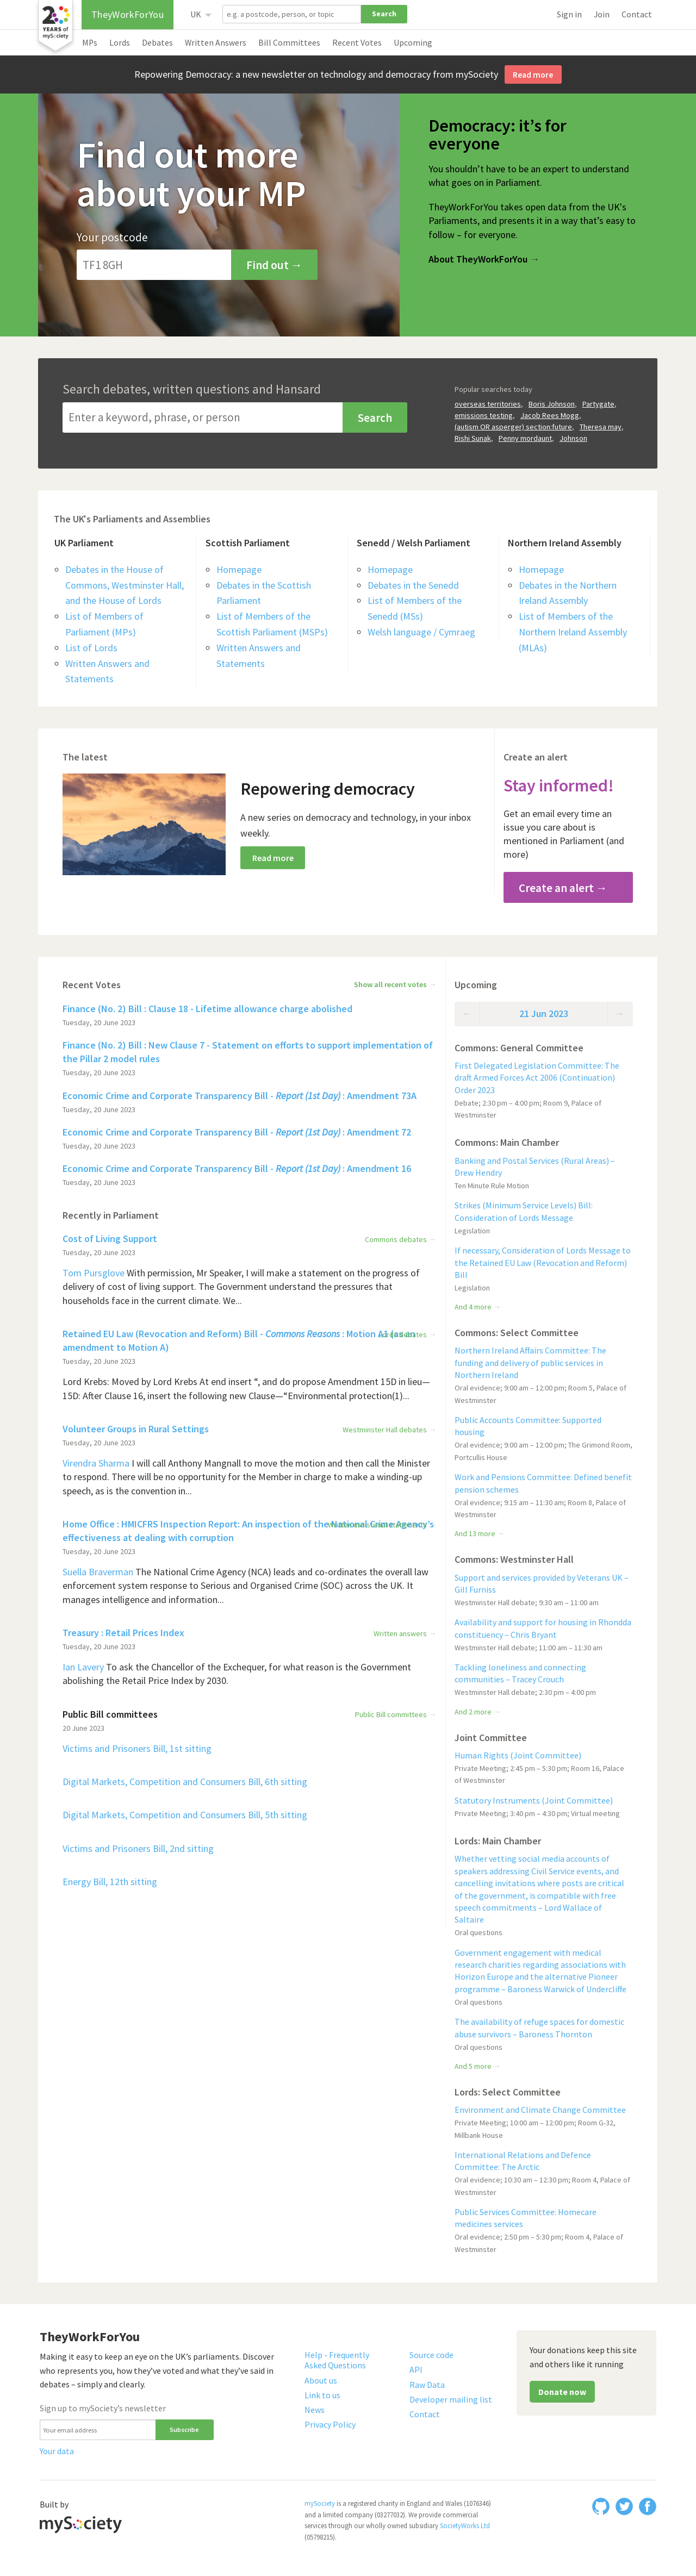 20
YEARS of
mySociety
TheyWorkForYou
UK
e.g. a postcode, person, or topic
Search
Sign in
Join
Contact
MPs
Lords
Debates
Written Answers
Bill Committees
Recent Votes
Upcoming
Repowering Democracy: a new newsletter on technology and democracy from mySociety
Read more
Find out more
about your MP
Your postcode
TF1 8GH
Find out →
Democracy: it’s for
everyone
You shouldn’t have to be an expert to understand
what goes on in Parliament.
TheyWorkForYou takes open data from the UK’s
Parliaments, and presents it in a way that’s easy to
follow – for everyone.
About TheyWorkForYou →
Search debates, written questions and Hansard
Enter a keyword, phrase, or person
Search
Popular searches today
overseas territories, Boris Johnson, Partygate,
emissions testing, Jacob Rees Mogg,
(autism OR asperger) section:future, Theresa may,
Rishi Sunak, Penny mordaunt, Johnson
The UK's Parliaments and Assemblies
UK Parliament
Debates in the House of
Commons, Westminster Hall,
and the House of Lords
List of Members of
Parliament (MPs)
List of Lords
Written Answers and
Statements
Scottish Parliament
Homepage
Debates in the Scottish
Parliament
List of Members of the
Scottish Parliament (MSPs)
Written Answers and
Statements
Senedd / Welsh Parliament
Homepage
Debates in the Senedd
List of Members of the
Senedd (MSs)
Welsh language / Cymraeg
Northern Ireland Assembly
Homepage
Debates in the Northern
Ireland Assembly
List of Members of the
Northern Ireland Assembly
(MLAs)
The latest
Repowering democracy
A new series on democracy and technology, in your inbox
weekly.
Read more
Create an alert
Stay informed!
Get an email every time an
issue you care about is
mentioned in Parliament (and
more)
Create an alert →
Recent Votes
Show all recent votes →
Finance (No. 2) Bill : Clause 18 - Lifetime allowance charge abolished
Tuesday, 20 June 2023
Finance (No. 2) Bill : New Clause 7 - Statement on efforts to support implementation of
the Pillar 2 model rules
Tuesday, 20 June 2023
Economic Crime and Corporate Transparency Bill - Report (1st Day) : Amendment 73A
Tuesday, 20 June 2023
Economic Crime and Corporate Transparency Bill - Report (1st Day) : Amendment 72
Tuesday, 20 June 2023
Economic Crime and Corporate Transparency Bill - Report (1st Day) : Amendment 16
Tuesday, 20 June 2023
Recently in Parliament
Cost of Living Support
Commons debates →
Tuesday, 20 June 2023
Tom Pursglove With permission, Mr Speaker, I will make a statement on the progress of
delivery of cost of living support. The Government understand the pressures that
households face in the current climate. We...
Retained EU Law (Revocation and Reform) Bill - Commons Reasons : Motion A1 (as an
amendment to Motion A)
Tuesday, 20 June 2023
Lord Krebs: Moved by Lord Krebs At end insert “, and do propose Amendment 15D in lieu—
15D: After Clause 16, insert the following new Clause—“Environmental protection(1)...
Volunteer Groups in Rural Settings
Westminster Hall debates →
Tuesday, 20 June 2023
Virendra Sharma I will call Anthony Mangnall to move the motion and then call the Minister
to respond. There will be no opportunity for the Member in charge to make a winding-up
speech, as is the convention in...
Home Office : HMICFRS Inspection Report: An inspection of the National Crime Agency’s
effectiveness at dealing with corruption
Tuesday, 20 June 2023
Suella Braverman The National Crime Agency (NCA) leads and co-ordinates the overall law
enforcement system response to Serious and Organised Crime (SOC) across the UK. It
manages intelligence and information...
Treasury : Retail Prices Index
Written answers →
Tuesday, 20 June 2023
Ian Lavery To ask the Chancellor of the Exchequer, for what reason is the Government
abolishing the Retail Price Index by 2030.
Public Bill committees
Public Bill committees →
20 June 2023
Victims and Prisoners Bill, 1st sitting
Digital Markets, Competition and Consumers Bill, 6th sitting
Digital Markets, Competition and Consumers Bill, 5th sitting
Victims and Prisoners Bill, 2nd sitting
Energy Bill, 12th sitting
Upcoming
← 21 Jun 2023 →
Commons: General Committee
First Delegated Legislation Committee: The
draft Armed Forces Act 2006 (Continuation)
Order 2023
Debate; 2:30 pm – 4:00 pm; Room 9, Palace of
Westminster
Commons: Main Chamber
Banking and Postal Services (Rural Areas) –
Drew Hendry
Ten Minute Rule Motion
Strikes (Minimum Service Levels) Bill:
Consideration of Lords Message
Legislation
If necessary, Consideration of Lords Message to
the Retained EU Law (Revocation and Reform)
Bill
Legislation
And 4 more →
Commons: Select Committee
Northern Ireland Affairs Committee: The
funding and delivery of public services in
Northern Ireland
Oral evidence; 9:00 am – 12:00 pm; Room 5, Palace of
Westminster
Public Accounts Committee: Supported
housing
Oral evidence; 9:00 am – 12:00 pm; The Grimond Room,
Portcullis House
Work and Pensions Committee: Defined benefit
pension schemes
Oral evidence; 9:15 am – 11:30 am; Room 8, Palace of
Westminster
And 13 more →
Commons: Westminster Hall
Support and services provided by Veterans UK –
Gill Furniss
Westminster Hall debate; 9:30 am – 11:00 am
Availability and support for housing in Rhondda
constituency – Chris Bryant
Westminster Hall debate; 11:00 am – 11:30 am
Tackling loneliness and connecting
communities – Tracey Crouch
Westminster Hall debate; 2:30 pm – 4:00 pm
And 2 more →
Joint Committee
Human Rights (Joint Committee)
Private Meeting; 2:45 pm – 5:30 pm; Room 16, Palace
of Westminster
Statutory Instruments (Joint Committee)
Private Meeting; 3:40 pm – 4:30 pm; Virtual meeting
Lords: Main Chamber
Whether vetting social media accounts of
speakers addressing Civil Service events, and
cancelling invitations where posts are critical
of the government, is compatible with free
speech commitments – Lord Wallace of
Saltaire
Oral questions
Government engagement with medical
research charities regarding associations with
Horizon Europe and the alternative Pioneer
programme – Baroness Warwick of Undercliffe
Oral questions
The availability of refuge spaces for domestic
abuse survivors – Baroness Thornton
Oral questions
And 5 more →
Lords: Select Committee
Environment and Climate Change Committee
Private Meeting; 10:00 am – 12:00 pm; Room G-32,
Millbank House
International Relations and Defence
Committee: The Arctic
Oral evidence; 10:30 am – 12:30 pm; Room 4, Palace of
Westminster
Public Services Committee: Homecare
medicines services
Oral evidence; 2:50 pm – 5:30 pm; Room 4, Palace of
Westminster
TheyWorkForYou
Making it easy to keep an eye on the UK’s parliaments. Discover
who represents you, how they’ve voted and what they’ve said in
debates – simply and clearly.
Sign up to mySociety’s newsletter
Your email address
Subscribe
Your data
Help - Frequently
Asked Questions
About us
Link to us
News
Privacy Policy
Source code
API
Raw Data
Developer mailing list
Contact
Your donations keep this site
and others like it running
Donate now
Built by
mySociety
mySociety is a registered charity in England and Wales (1076346)
and a limited company (03277032). We provide commercial
services through our wholly owned subsidiary SocietyWorks Ltd
(05798215).